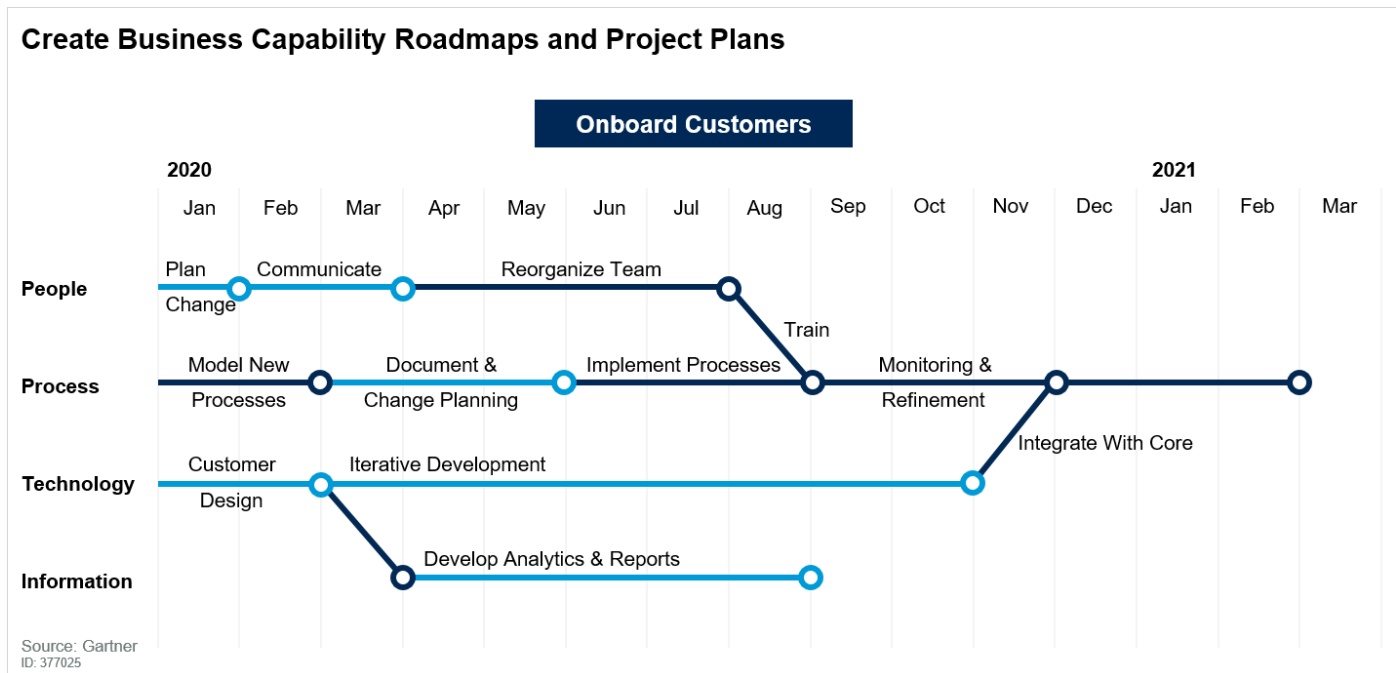 Create Business Capability Roadmaps and Project Plans
Onboard Customers
2020 2021
Jan Feb Mar Apr May Jun Jul Aug Sep Oct Nov Dec Jan Feb Mar
Plan Communicate Reorganize Team
People
Change
Train
Model New Document & Implement Processes Monitoring &
Process
Processes Change Planning Refinement
Integrate With Core
Customer Iterative Development
Technology
Design
Develop Analytics & Reports
Information
Source: Gartner
ID: 377025